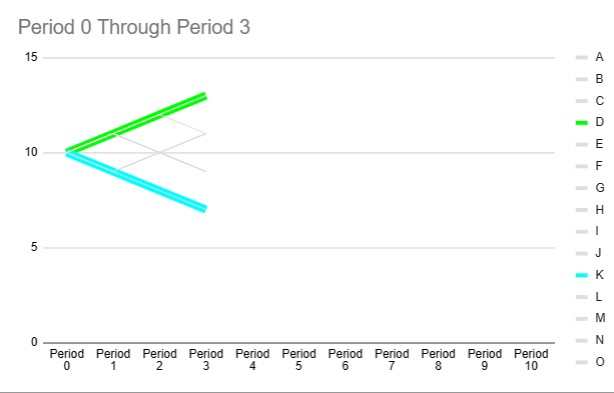 Period 0 Through Period 3
15
10
5
0
Period 0
Period 1
Period 2
Period 3
Period 4
Period 5
Period 6
Period 7
Period 8
Period 9
Period 10
A
B
C
D
E
F
G
H
I
J
K
L
M
N
O